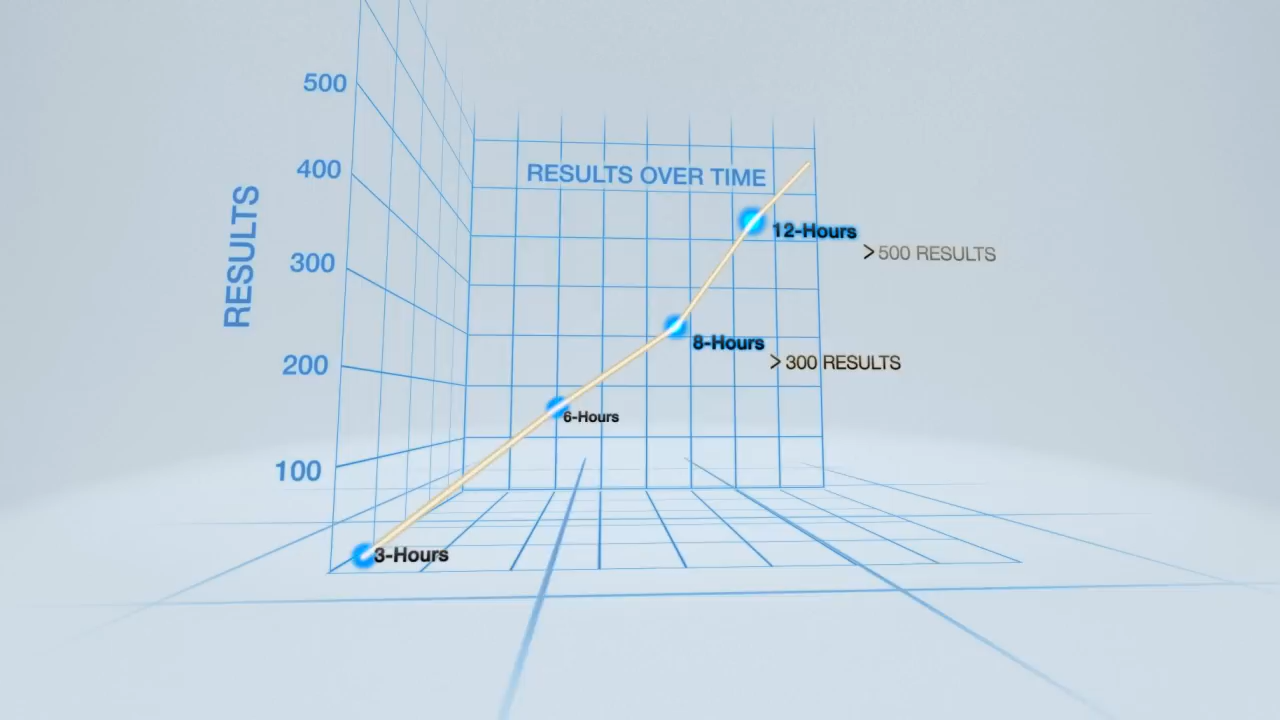 500
400
300
200
100
RESULTS
RESULTS OVER TIME
12-Hours
>500 RESULTS
8-Hours
>300 RESULTS
6-Hours
3-Hours